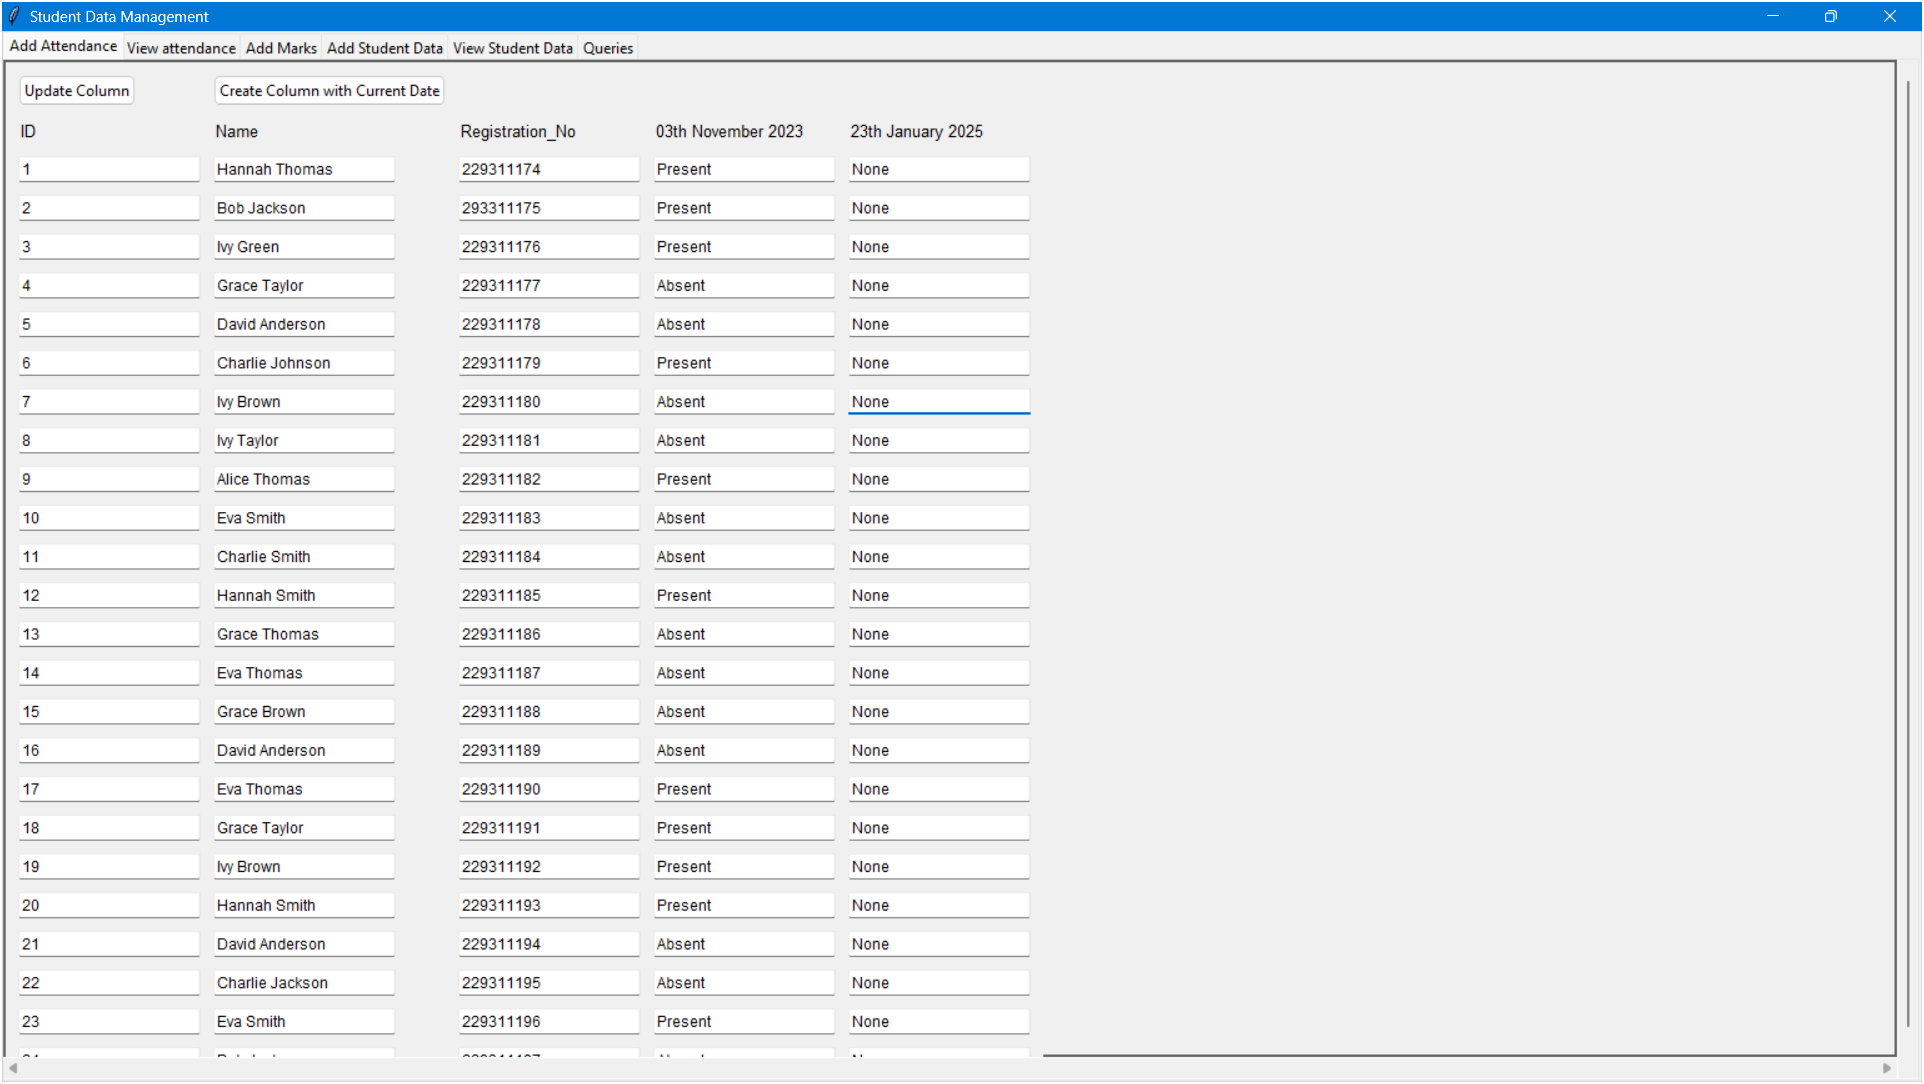 Student Data Management
Add Attendance View attendance Add Marks Add Student Data View Student Data Queries
Update Column Create Column with Current Date
ID Name Registration_No 03th November 2023 23th January 2025
1 Hannah Thomas 229311174 Present None
2 Bob Jackson 293311175 Present None
3 Ivy Green 229311176 Present None
4 Grace Taylor 229311177 Absent None
5 David Anderson 229311178 Absent None
6 Charlie Johnson 229311179 Present None
7 Ivy Brown 229311180 Absent None
8 Ivy Taylor 229311181 Absent None
9 Alice Thomas 229311182 Present None
10 Eva Smith 229311183 Absent None
11 Charlie Smith 229311184 Absent None
12 Hannah Smith 229311185 Present None
13 Grace Thomas 229311186 Absent None
14 Eva Thomas 229311187 Absent None
15 Grace Brown 229311188 Absent None
16 David Anderson 229311189 Absent None
17 Eva Thomas 229311190 Present None
18 Grace Taylor 229311191 Present None
19 Ivy Brown 229311192 Present None
20 Hannah Smith 229311193 Present None
21 David Anderson 229311194 Absent None
22 Charlie Jackson 229311195 Absent None
23 Eva Smith 229311196 Present None